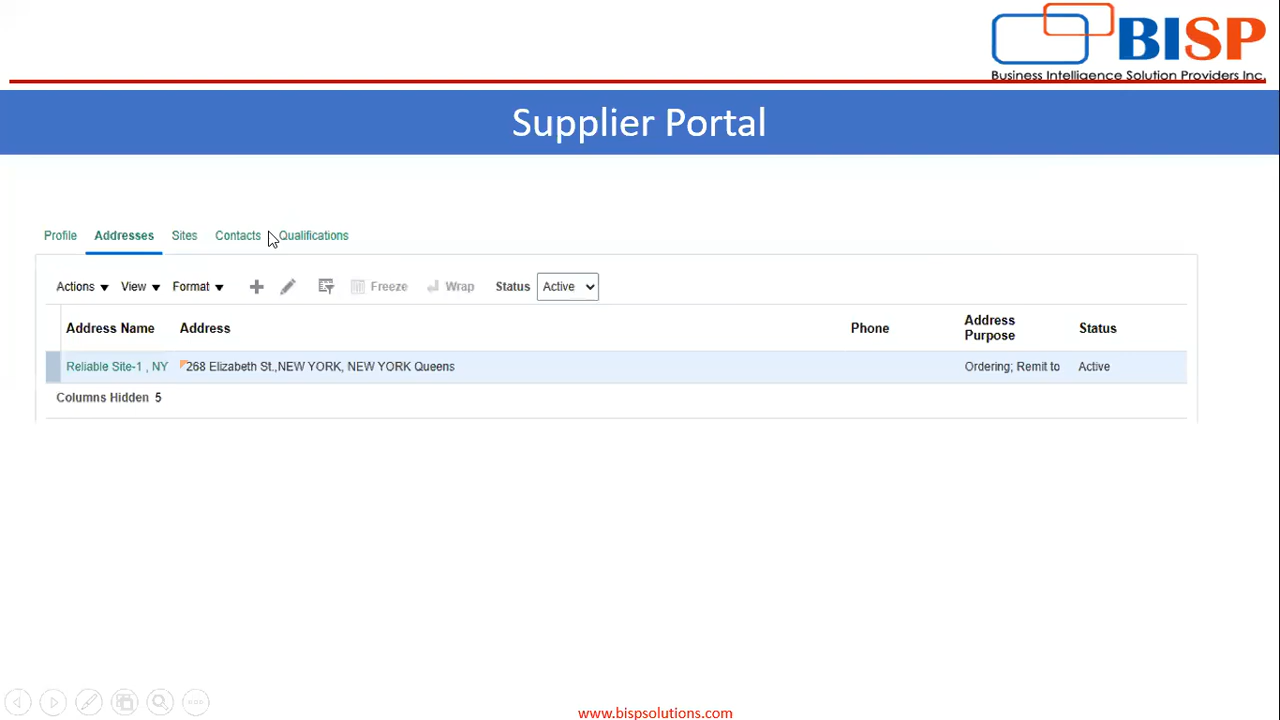 BISP
Business Intelligence Solution Providers Inc.
Supplier Portal
Profile Addresses Sites Contacts Qualifications
Actions View Format Freeze Wrap Status Active
Address Name Address Phone Address Purpose Status
Reliable Site-1 , NY 268 Elizabeth St.,NEW YORK, NEW YORK Queens Ordering; Remit to Active
Columns Hidden 5
www.bispsolutions.com